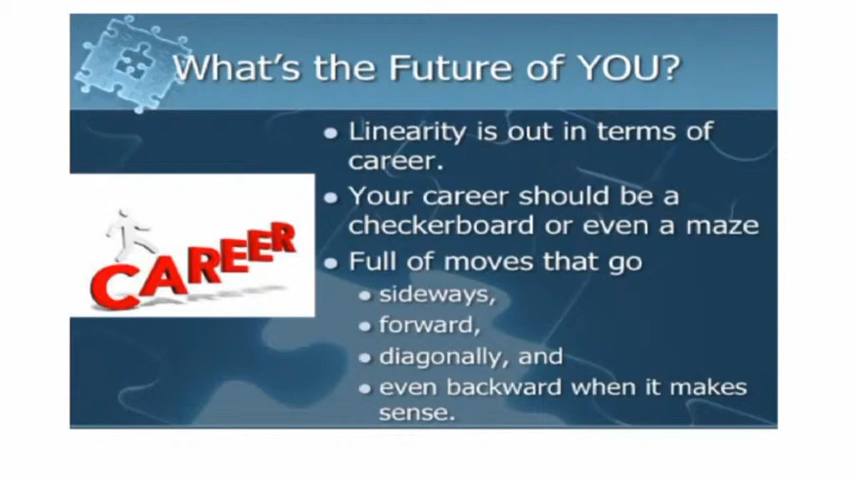 What's the Future of YOU?
• Linearity is out in terms of
career.
• Your career should be a
checkerboard or even a maze
• Full of moves that go
• sideways,
• forward,
• diagonally, and
• even backward when it makes
sense.
CAREER